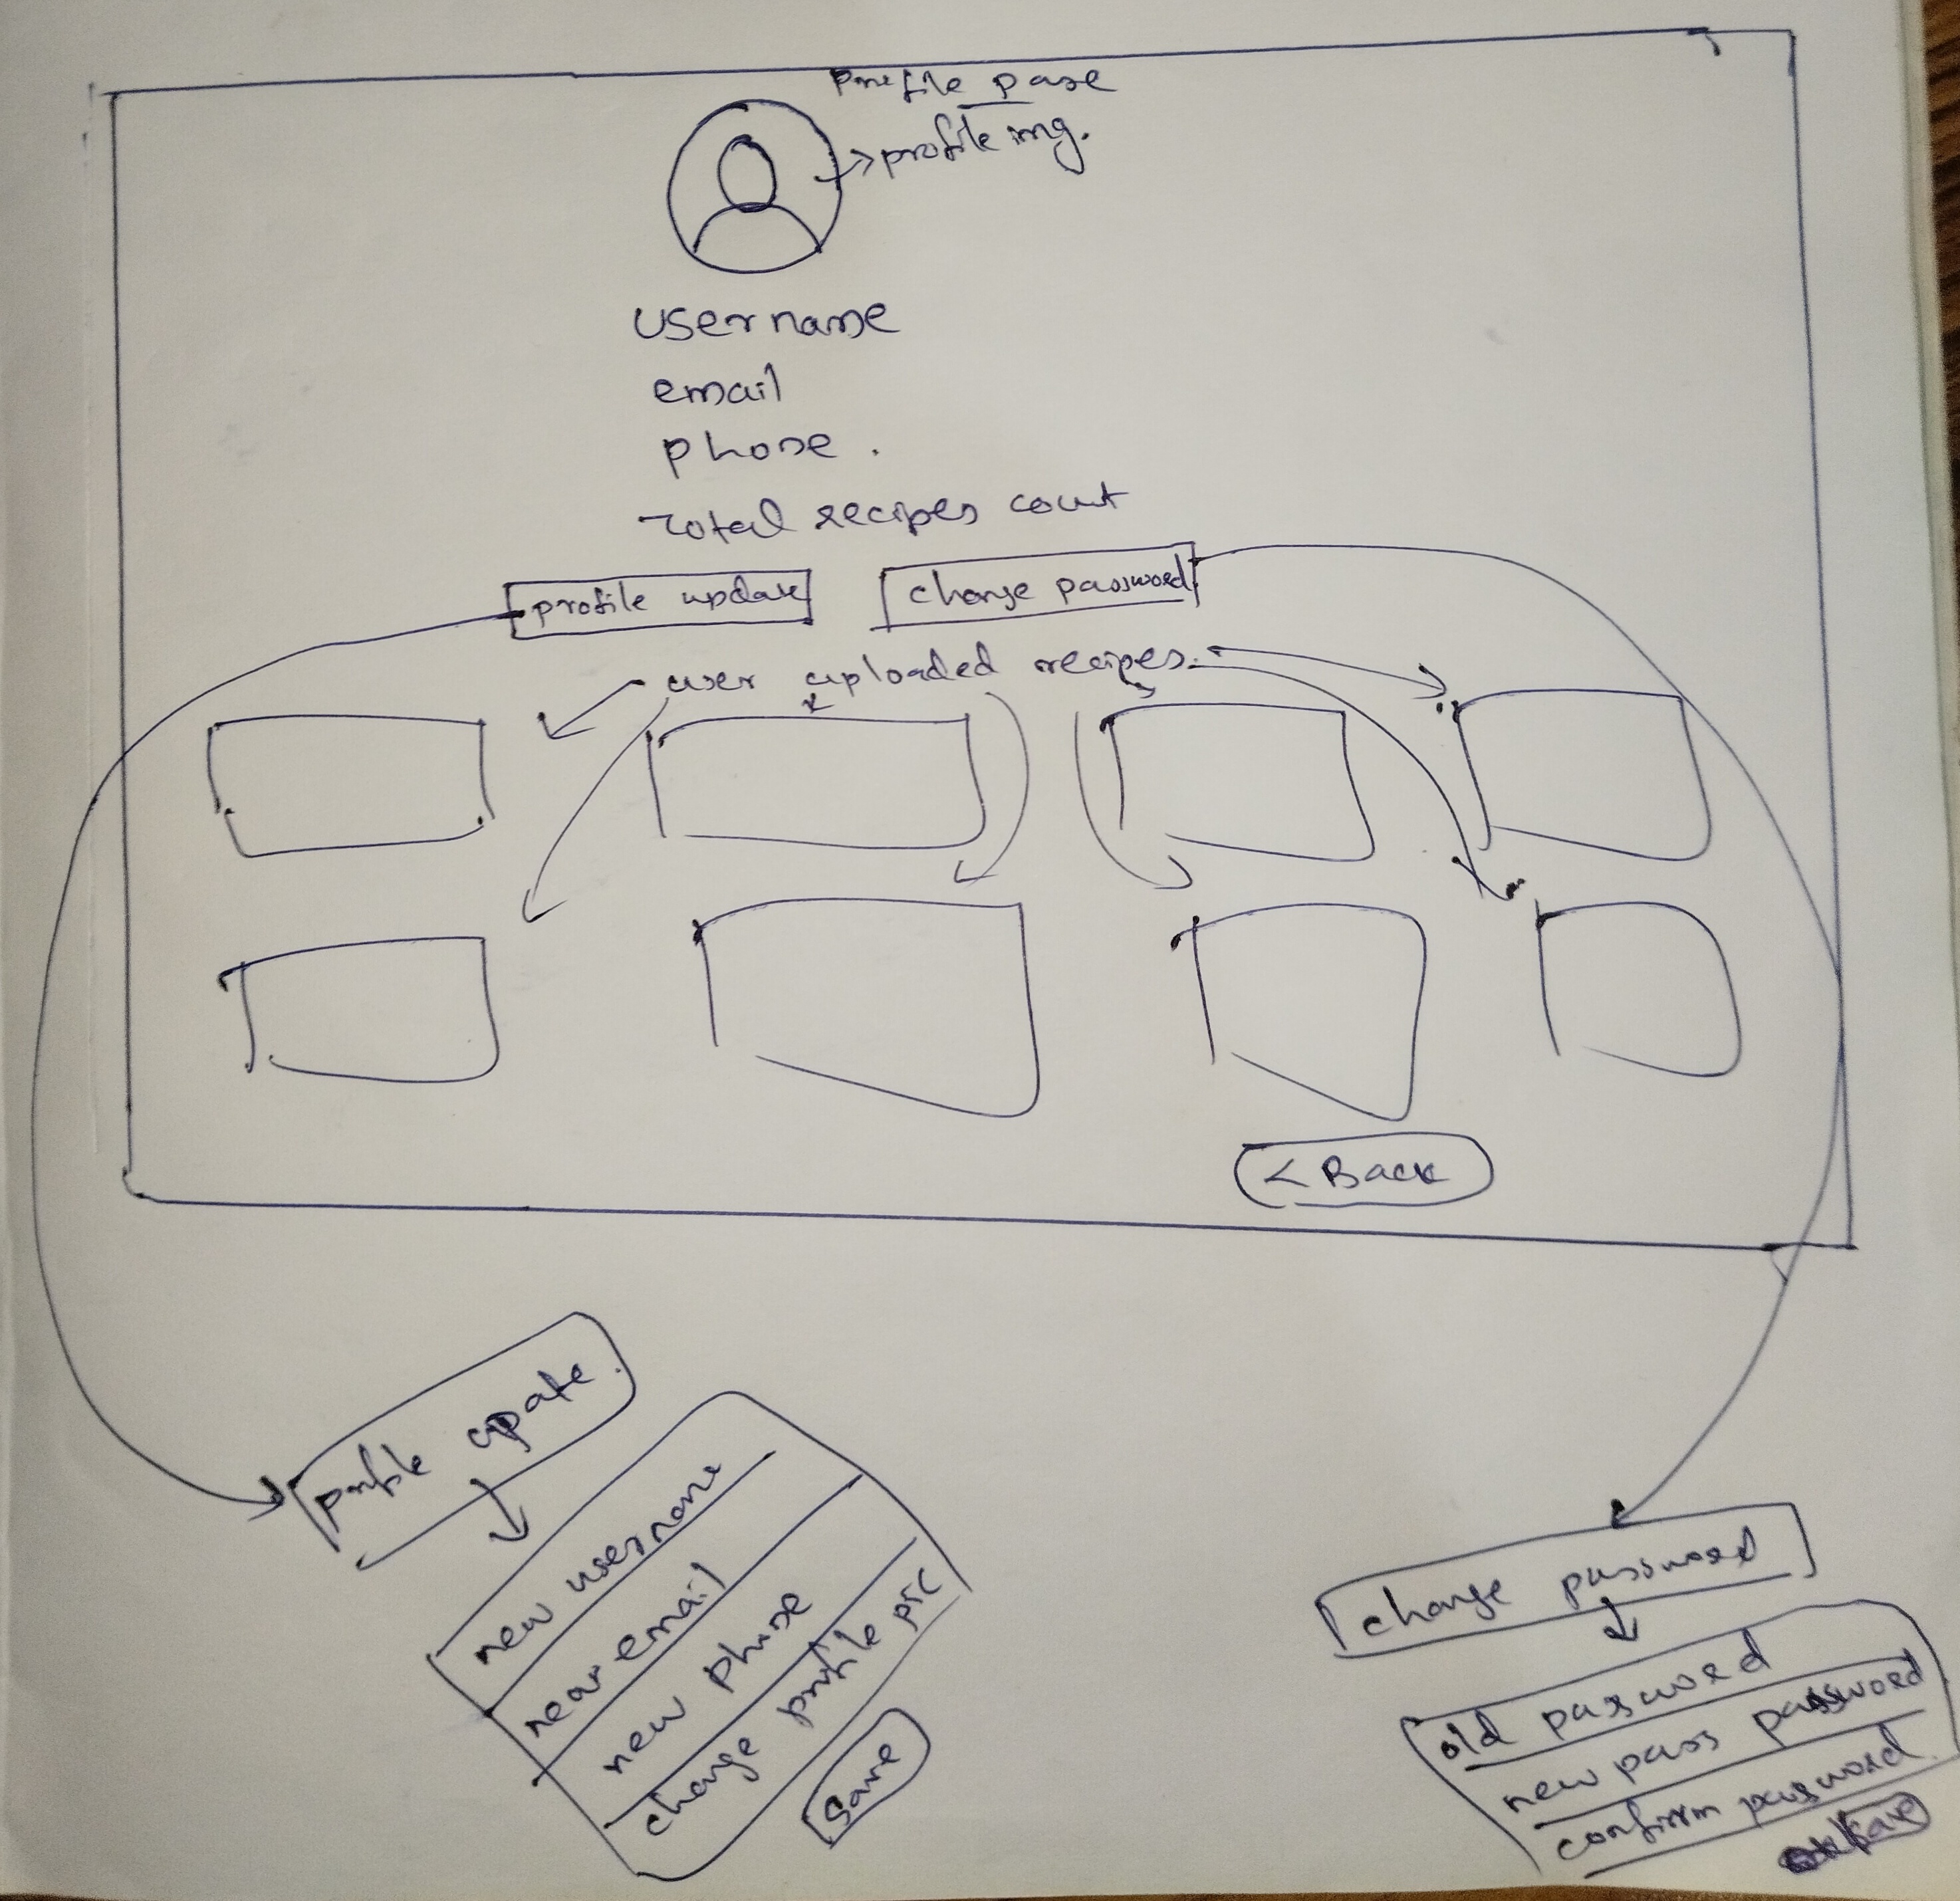 profile page
profile img.
username
email
phone.
Total recipes count
profile update
change password
user uploaded recipes.
< Back
profile upate.
new username
new email
new phone
change profile pic
Save
change password
old password
new pass password
confirm password
Save